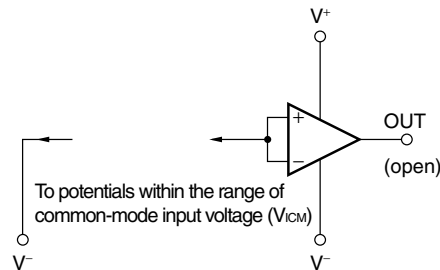 V⁺
+
−
OUT
(open)
To potentials within the range of
common-mode input voltage (VICM)
V⁻
V⁻